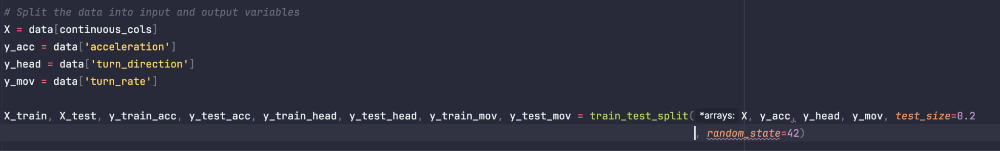 # Split the data into input and output variables
X = data[continuous_cols]
y_acc = data['acceleration']
y_head = data['turn_direction']
y_mov = data['turn_rate']
X_train, X_test, y_train_acc, y_test_acc, y_train_head, y_test_head, y_train_mov, y_test_mov = train_test_split( *arrays: X, y_acc, y_head, y_mov, test_size=0.2
, random_state=42)